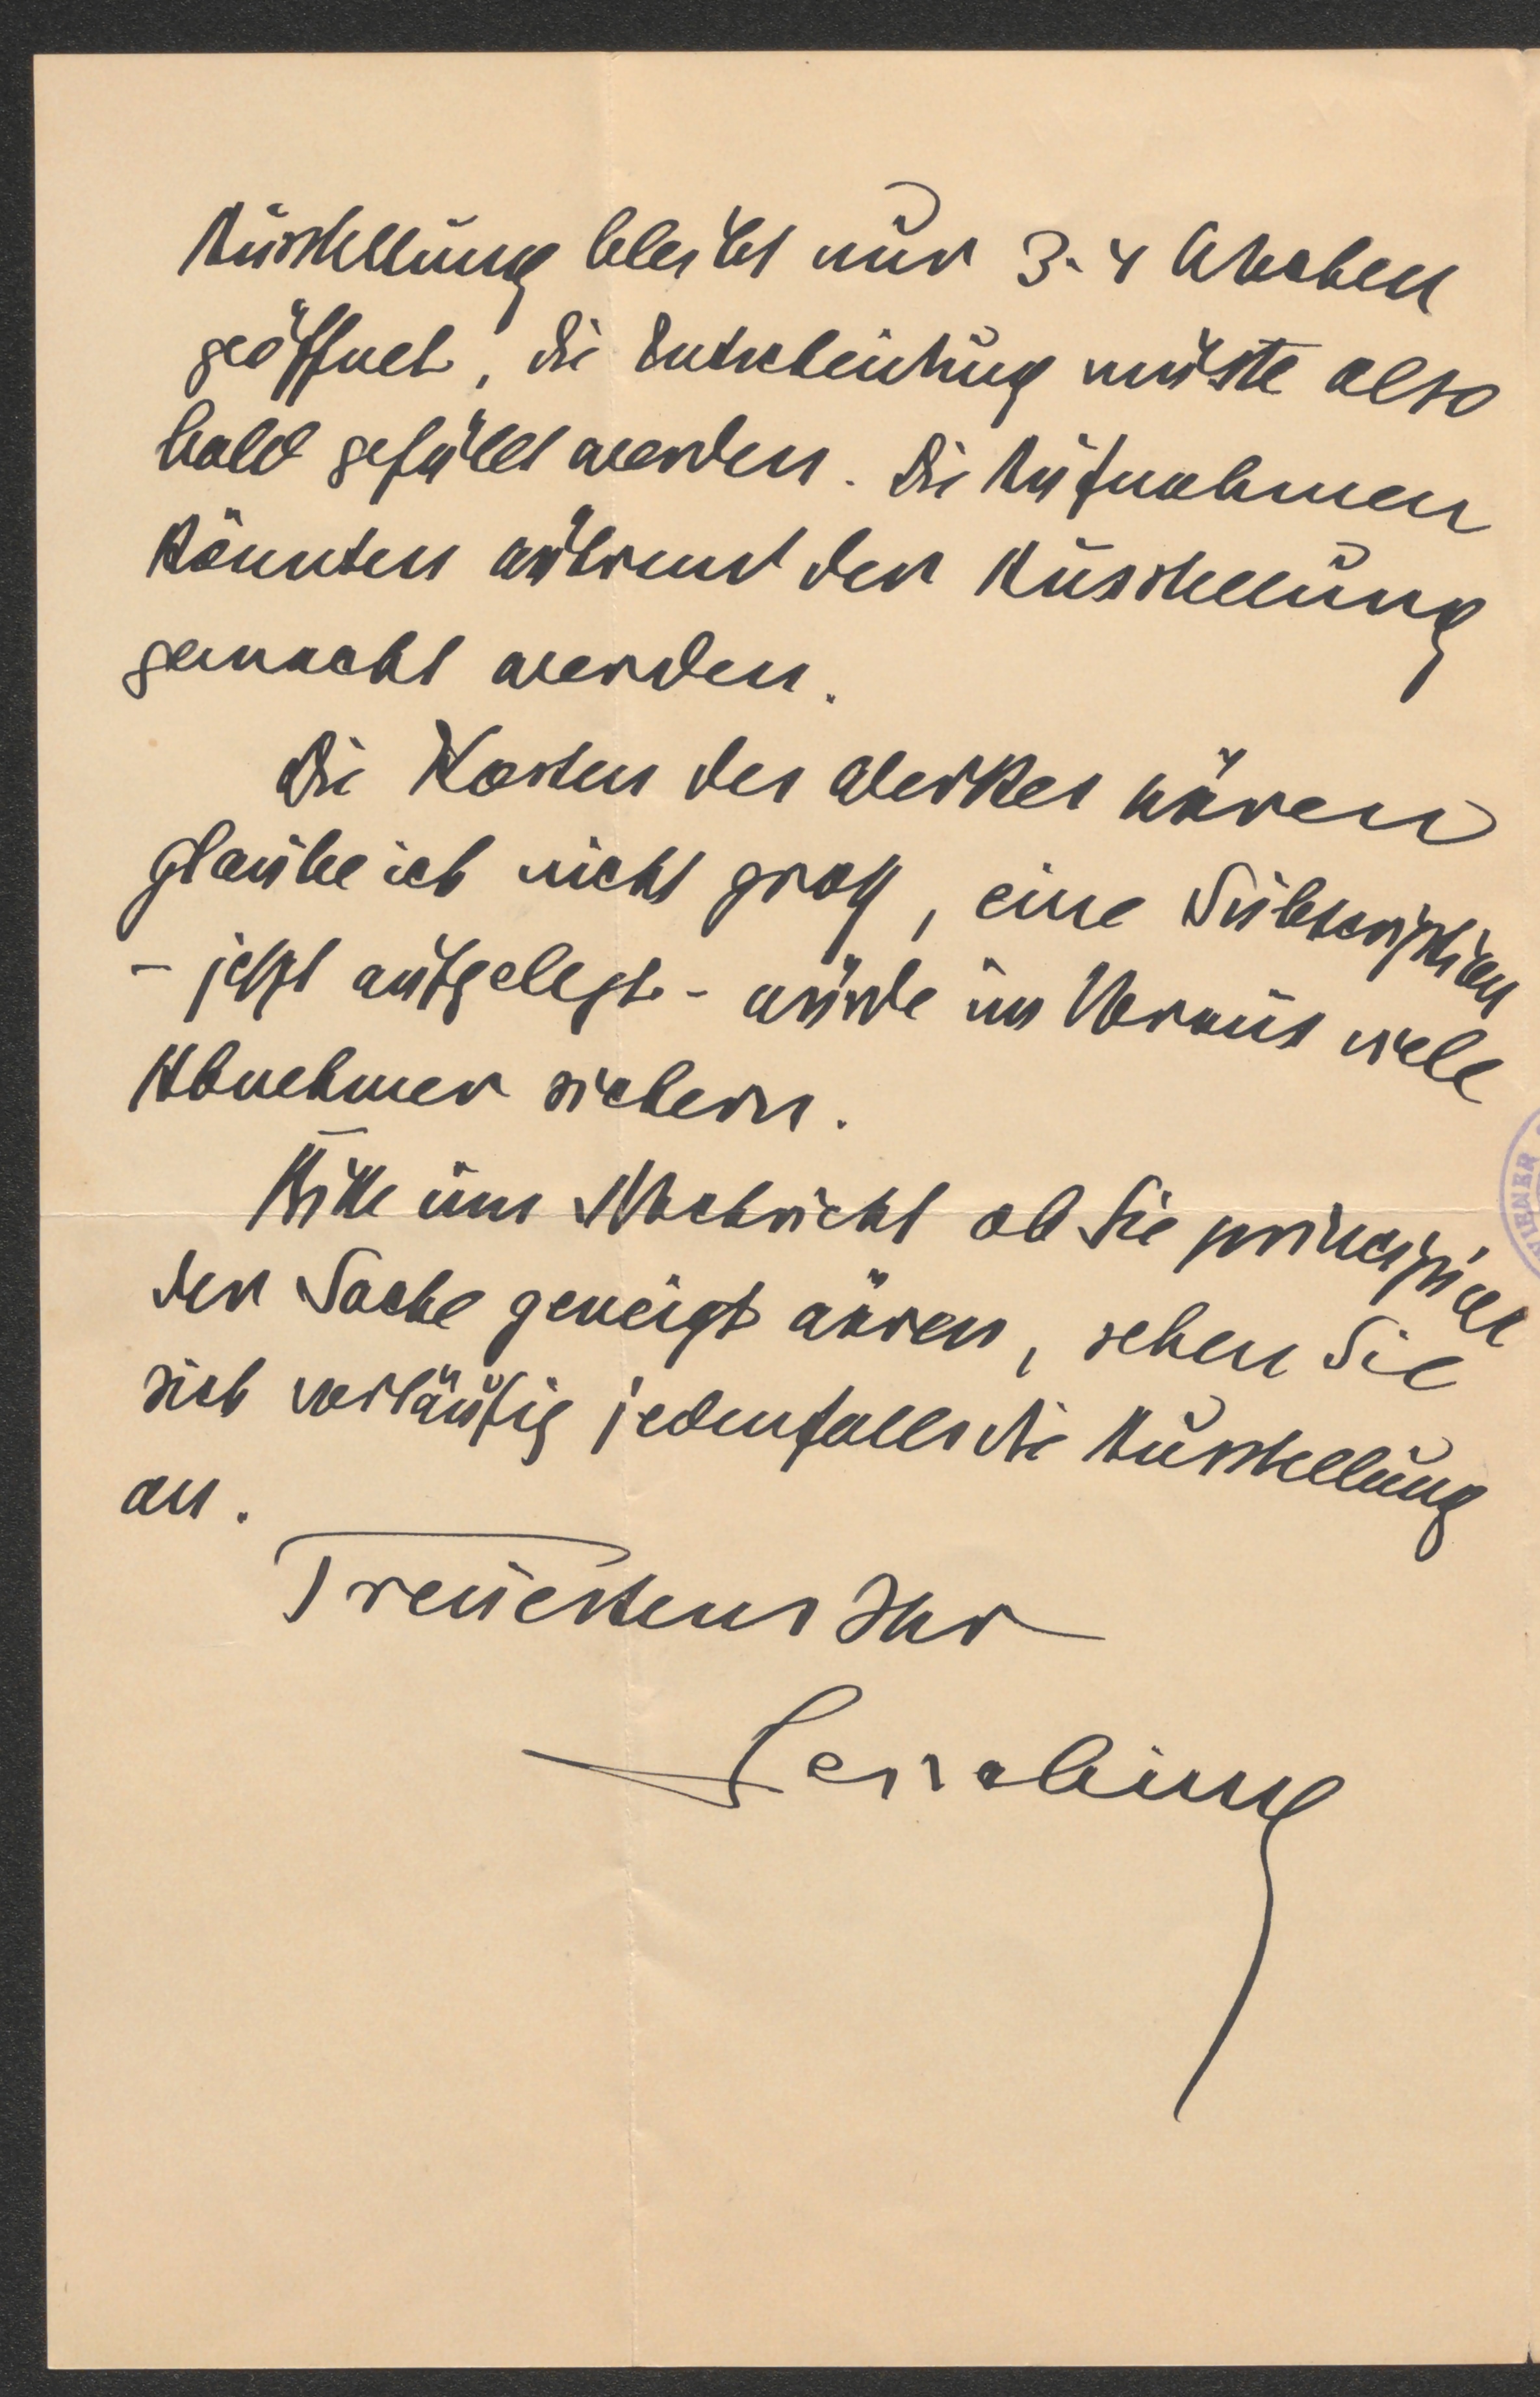 Ausstellung bleibt nur 3-4 Wochen
geöffnet, die Entscheidung müsste also
bald gefällt werden. Die Aufnahmen
könnten während der Ausstellung
gemacht werden.
Die Kosten des Werkes wären
glaube ich nicht groß, eine Subscription
- jetzt aufgelegt - würde im Voraus viele
Abnehmer sichern.
Bitte um Nachricht ob Sie principiell
der Sache geneigt wären, sehen Sie
sich vorläufig jedenfalls die Ausstellung
an.
Treuestens Ihr
WIENER